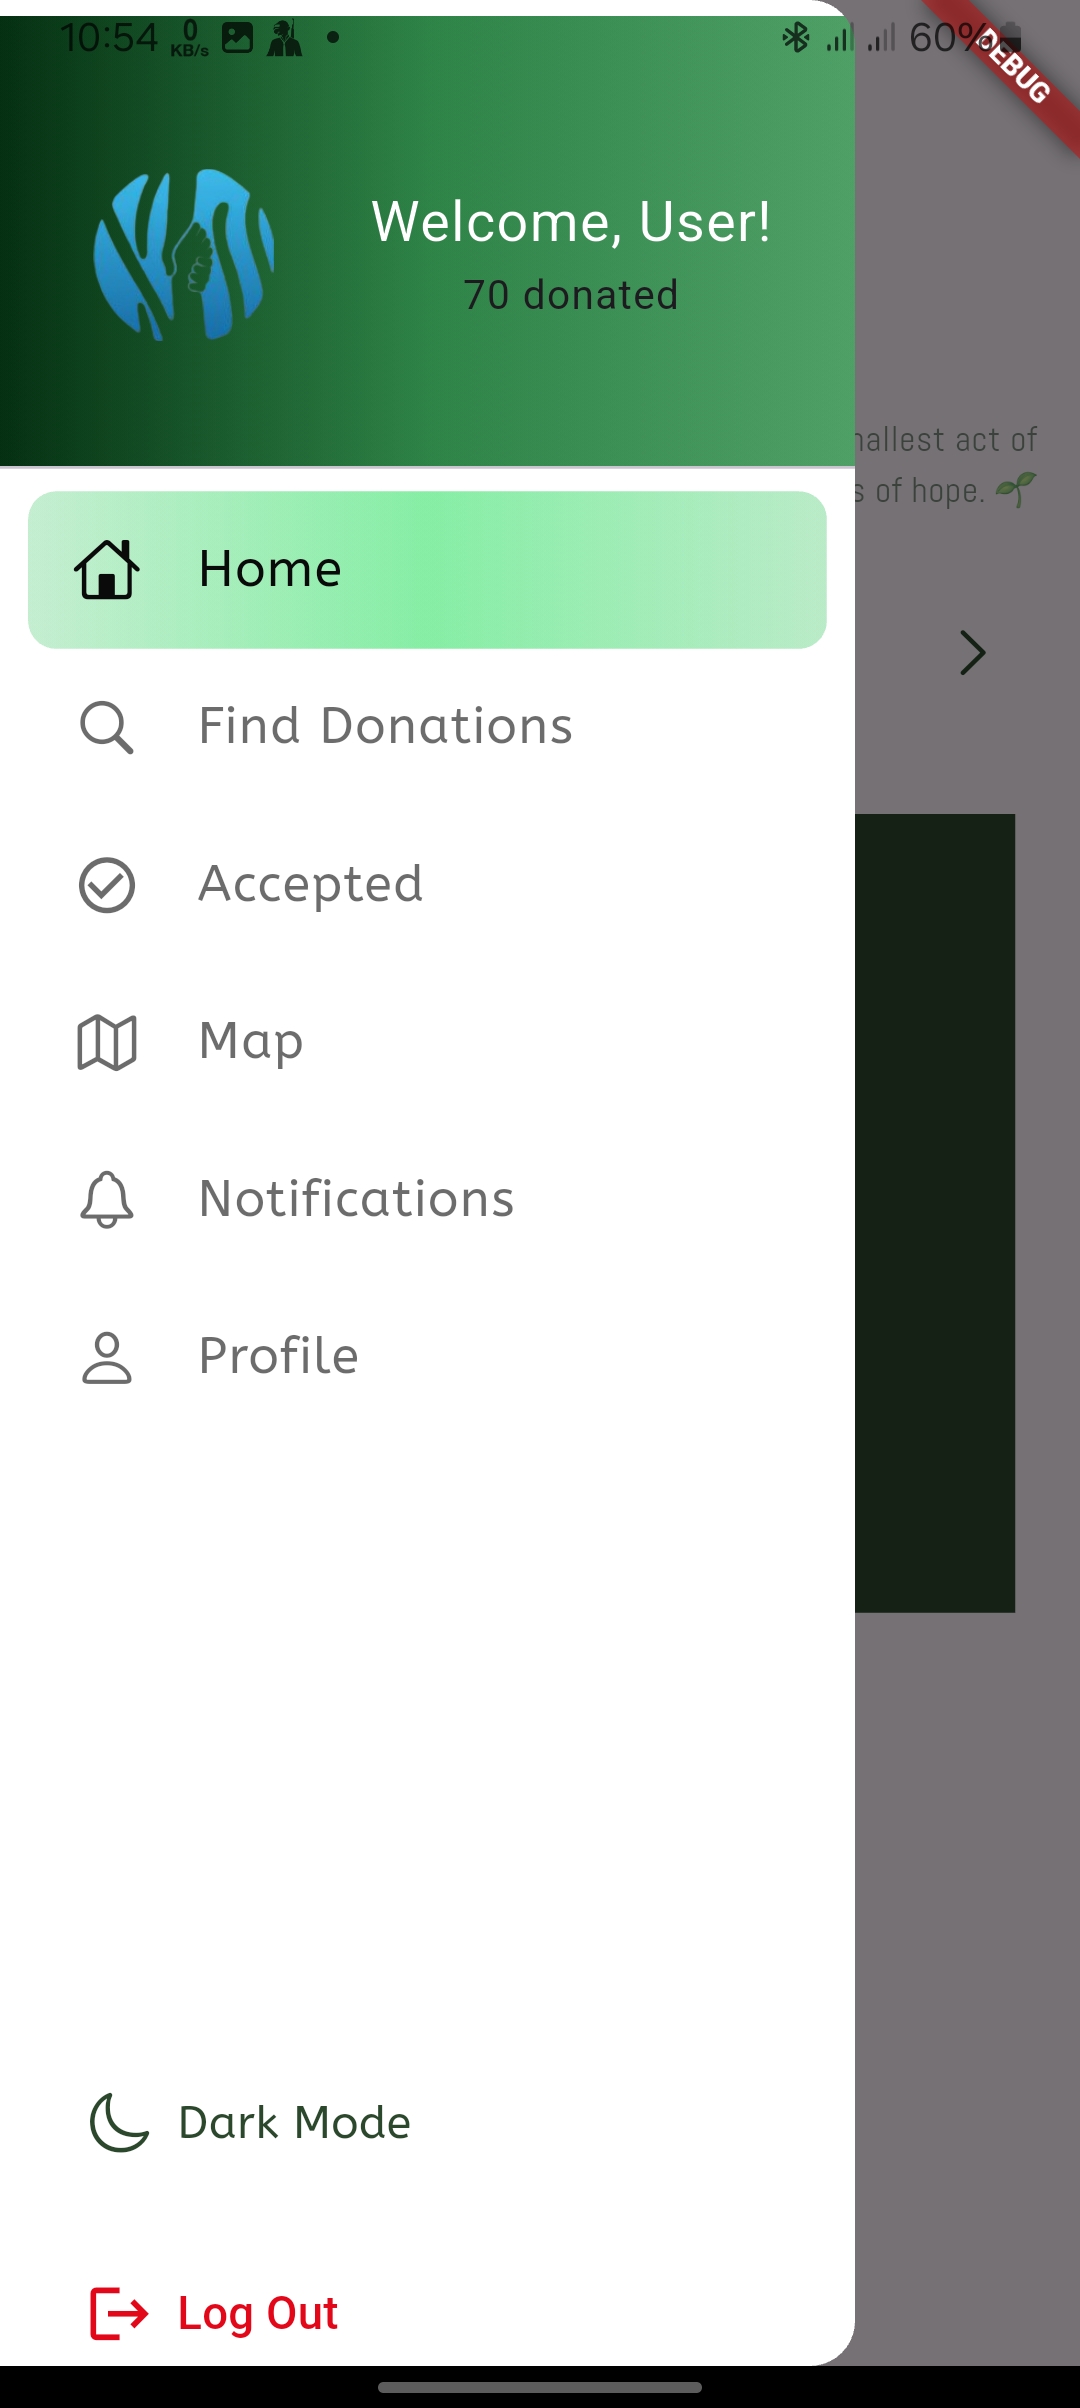 10:54 0 KB/s 60%
DEBUG
Welcome, User!
70 donated
nallest act of
s of hope. 🌱
Home
Find Donations
Accepted
Map
Notifications
Profile
Dark Mode
Log Out